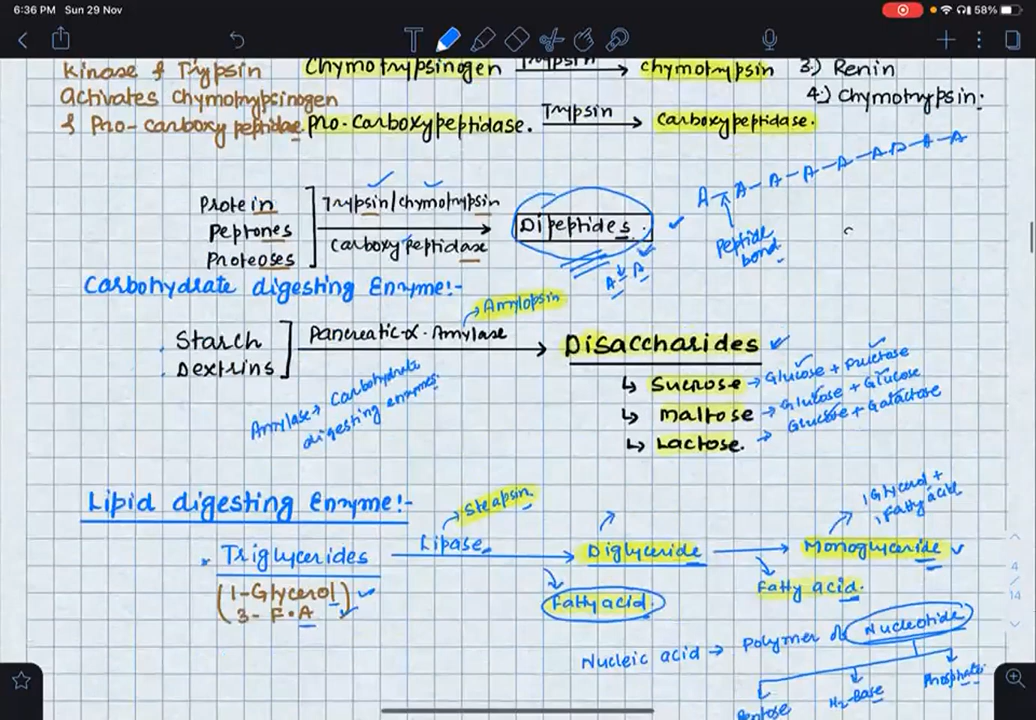 6:36 PM Sun 29 Nov
58%
Kinase & Trypsin
activates chymotrypsinogen
& Pro-carboxy peptidase
Chymotrypsinogen Trypsin chymotrypsin
Pro-Carboxypeptidase. Trypsin Carboxypeptidase.
3.) Renin
4.) Chymotrypsin.
A-A-A-A-A-A-A-A-A
Peptide
bond.
Protein
Peptones
Proteoses
Trypsin/chymotrypsin
Carboxypeptidase
Dipeptides.
A A
Carbohydrate digesting Enzyme:-
Amylopsin
Starch
Dextrins
Pancreatic-α-Amylase
Disaccharides
Sucrose → Glucose + Fructose
Maltose → Glucose + Glucose
Lactose. → Glucose + Galactose
Amylase → Carbohydrate
digesting enzymes
Lipid digesting Enzyme:-
Steapsin.
1 Glycerol +
1 Fatty acid
Triglycerides Lipase Diglyceride Monoglyceride
(1-Glycerol
3- F.A)
Fatty acid.
Fatty acid.
Nucleic acid → Polymer of Nucleotide
Pentose
N2-Base
Phosphate
4
14